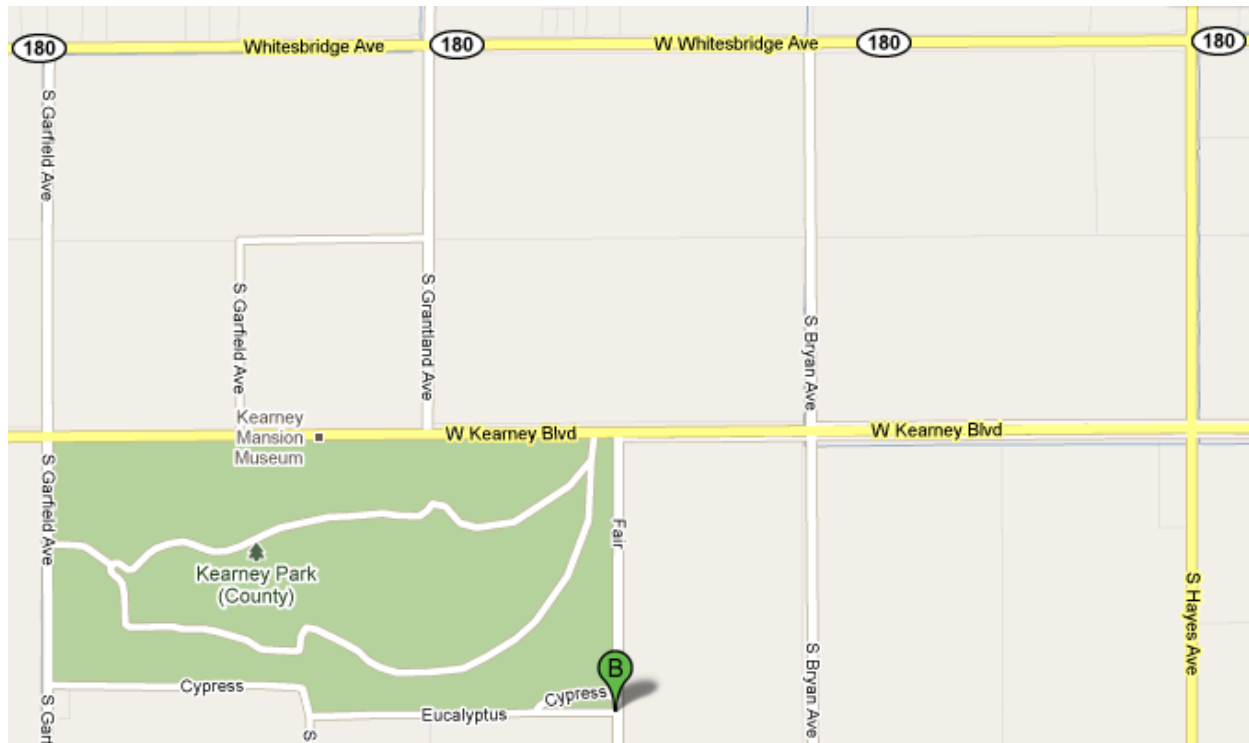 180
Whitesbridge Ave
180
W Whitesbridge Ave
180
180
S Garfield Ave
S Garfield Ave
S Grantland Ave
S Bryan Ave
Kearney
Mansion
Museum
W Kearney Blvd
W Kearney Blvd
S Garfield Ave
Fair
Kearney Park
(County)
S Hayes Ave
B
Cypress
Cypress
S Bryan Ave
S Garf
Eucalyptus
S